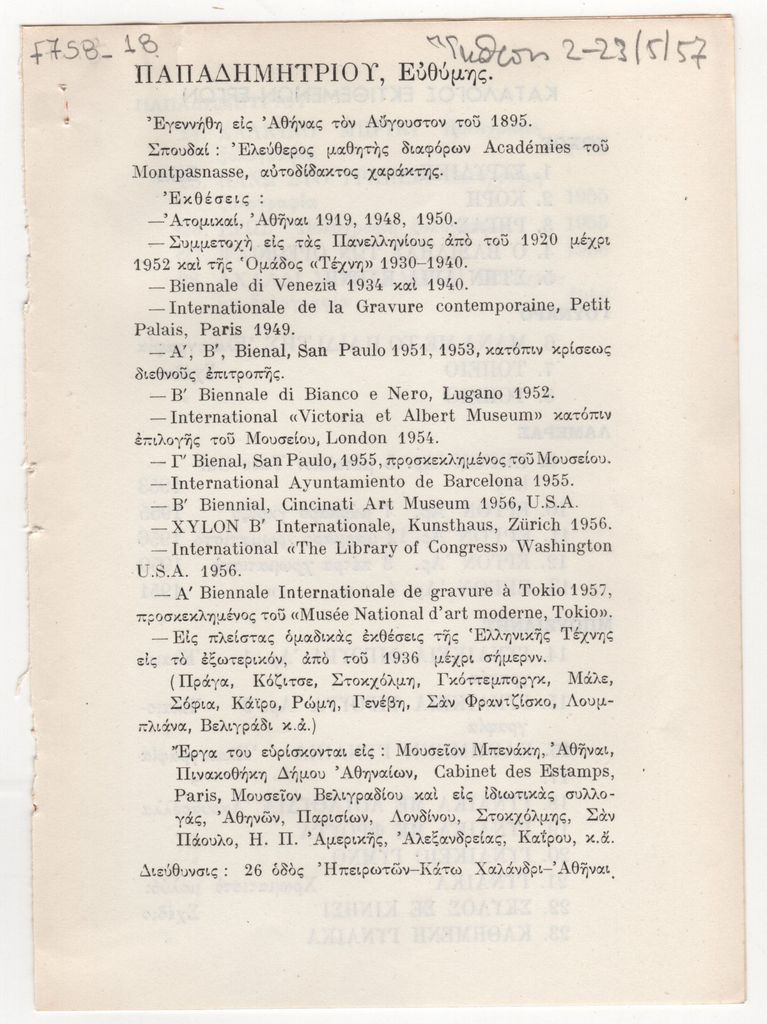 F758-18
2-23/5/57
ΠΑΠΑΔΗΜΗΤΡΙΟΥ, Εὐθύμης.
Ἐγεννήθη εἰς Ἀθήνας τὸν Αὔγουστον τοῦ 1895.
Σπουδαί : Ἐλεύθερος μαθητὴς διαφόρων Académies τοῦ
Montpasnasse, αὐτοδίδακτος χαράκτης.
Ἐκθέσεις :
—Ἀτομικαί, Ἀθῆναι 1919, 1948, 1950.
— Συμμετοχὴ εἰς τὰς Πανελληνίους ἀπὸ τοῦ 1920 μέχρι
1952 καὶ τῆς Ὁμάδος «Τέχνη» 1930–1940.
— Biennale di Venezia 1934 καὶ 1940.
— Internationale de la Gravure contemporaine, Petit
Palais, Paris 1949.
— Α′, Β′, Bienal, San Paulo 1951, 1953, κατόπιν κρίσεως
διεθνοῦς ἐπιτροπῆς.
— Β′ Biennale di Bianco e Nero, Lugano 1952.
— International «Victoria et Albert Museum» κατόπιν
ἐπιλογῆς τοῦ Μουσείου, London 1954.
— Γ′ Bienal, San Paulo, 1955, προσκεκλημένος τοῦ Μουσείου.
— International Ayuntamiento de Barcelona 1955.
— Β′ Biennial, Cincinati Art Museum 1956, U.S.A.
— XYLON Β′ Internationale, Kunsthaus, Zürich 1956.
— International «The Library of Congress» Washington
U.S.A. 1956.
— Α′ Biennale Internationale de gravure à Tokio 1957,
προσκεκλημένος τοῦ «Musée National d'art moderne, Tokio».
— Εἰς πλείστας ὁμαδικὰς ἐκθέσεις τῆς Ἑλληνικῆς Τέχνης
εἰς τὸ ἐξωτερικόν, ἀπὸ τοῦ 1936 μέχρι σήμερνν.
(Πράγα, Κόζιτσε, Στοκχόλμη, Γκόττεμποργκ, Μάλε,
Σόφια, Κάϊρο, Ρώμη, Γενέβη, Σὰν Φραντζίσκο, Λουμ-
πλιάνα, Βελιγράδι κ.ἀ.)
Ἔργα του εὑρίσκονται εἰς : Μουσεῖον Μπενάκη, Ἀθῆναι,
Πινακοθήκη Δήμου Ἀθηναίων, Cabinet des Estamps,
Paris, Μουσεῖον Βελιγραδίου καὶ εἰς ἰδιωτικὰς συλλο-
γάς, Ἀθηνῶν, Παρισίων, Λονδίνου, Στοκχόλμης, Σὰν
Πάουλο, Η. Π. Ἀμερικῆς, Ἀλεξανδρείας, Καΐρου, κ.ἄ.
Διεύθυνσις : 26 ὁδὸς Ἠπειρωτῶν–Κάτω Χαλάνδρι–Ἀθῆναι.